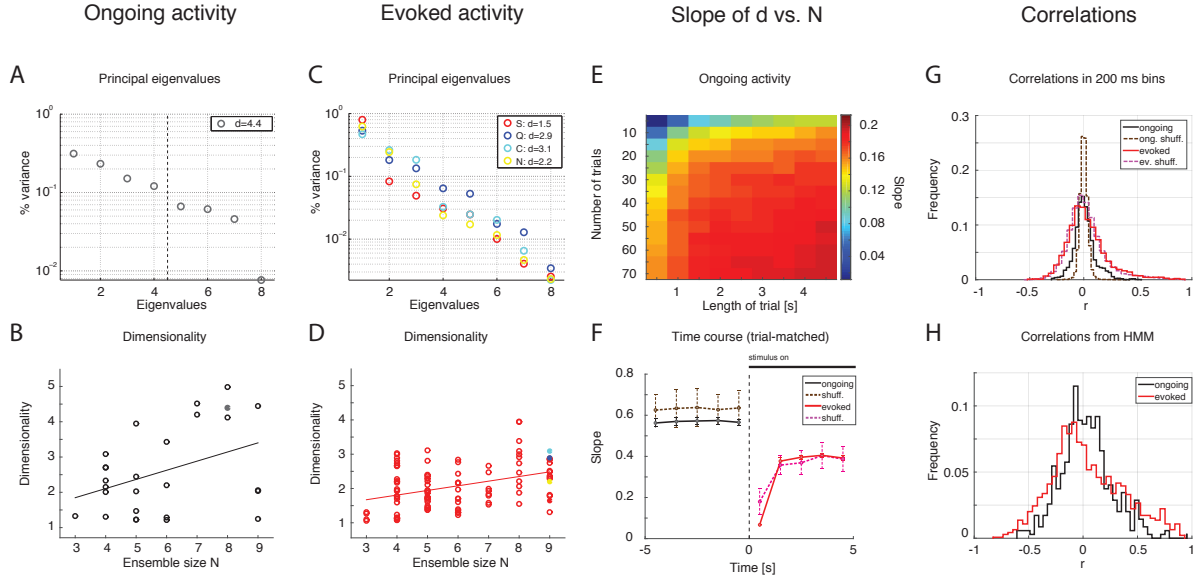 Ongoing activity
Evoked activity
Slope of d vs. N
Correlations
A
Principal eigenvalues
% variance
10^0
10^-1
10^-2
d=4.4
2 4 6 8
Eigenvalues
C
Principal eigenvalues
% variance
10^0
10^-1
10^-2
S: d=1.5
Q: d=2.9
C: d=3.1
N: d=2.2
1 2 3 4 5 6 7 8
Eigenvalues
E
Ongoing activity
Number of trials
10
20
30
40
50
60
70
1 2 3 4
Length of trial [s]
Slope
0.2
0.16
0.12
0.08
0.04
G
Correlations in 200 ms bins
Frequency
0.3
0.2
0.1
0
ongoing
ong. shuff.
evoked
ev. shuff.
-1 -0.5 0 0.5 1
r
B
Dimensionality
Dimensionality
5
4
3
2
1
3 4 5 6 7 8 9
Ensemble size N
D
Dimensionality
Dimensionality
5
4
3
2
1
3 4 5 6 7 8 9
Ensemble size N
F
Time course (trial-matched)
stimulus on
Slope
0.8
0.6
0.4
0.2
0
ongoing
shuff.
evoked
shuff.
-5 0 5
Time [s]
H
Correlations from HMM
Frequency
0.1
0.05
0
ongoing
evoked
-1 -0.5 0 0.5 1
r